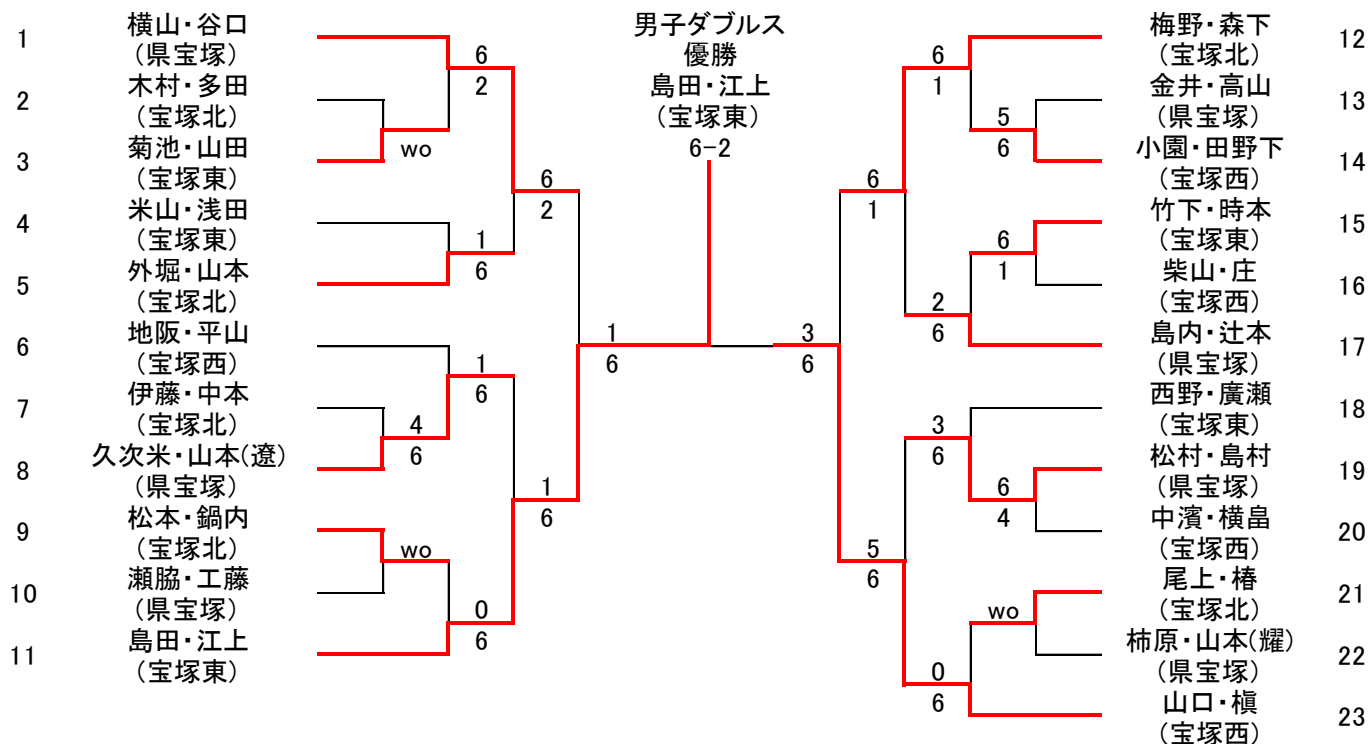 男子ダブルス
優勝
島田・江上
(宝塚東)
6-2
1
横山・谷口
(県宝塚)
2
木村・多田
(宝塚北)
3
菊池・山田
(宝塚東)
4
米山・浅田
(宝塚東)
5
外堀・山本
(宝塚北)
6
地阪・平山
(宝塚西)
7
伊藤・中本
(宝塚北)
8
久次米・山本(遼)
(県宝塚)
9
松本・鍋内
(宝塚北)
10
瀬脇・工藤
(県宝塚)
11
島田・江上
(宝塚東)
wo
4
6
wo
6
2
1
6
1
6
0
6
6
2
1
6
1
6
3
6
6
1
5
6
6
1
2
6
3
6
0
6
5
6
6
1
6
4
wo
梅野・森下
(宝塚北)
12
金井・高山
(県宝塚)
13
小園・田野下
(宝塚西)
14
竹下・時本
(宝塚東)
15
柴山・庄
(宝塚西)
16
島内・辻本
(県宝塚)
17
西野・廣瀬
(宝塚東)
18
松村・島村
(県宝塚)
19
中濱・横畠
(宝塚西)
20
尾上・椿
(宝塚北)
21
柿原・山本(耀)
(県宝塚)
22
山口・槇
(宝塚西)
23